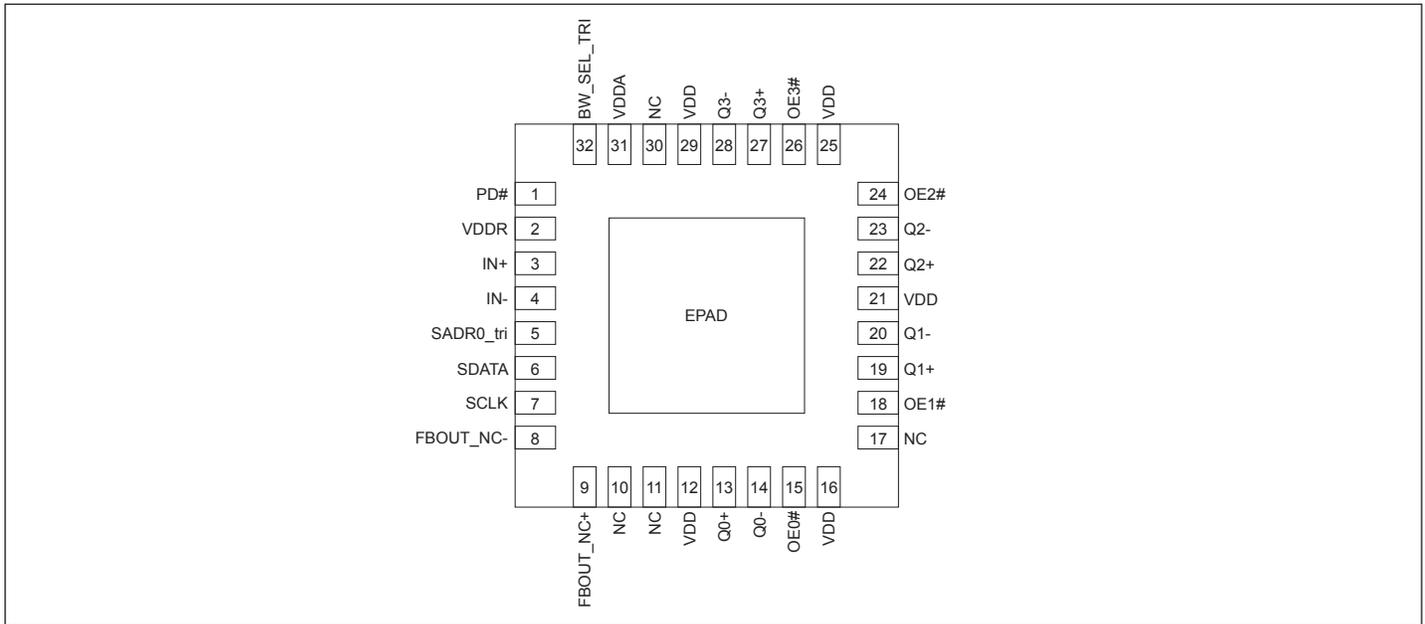 BW_SEL_TRI
VDDA
NC
VDD
Q3-
Q3+
OE3#
VDD
32 31 30 29 28 27 26 25
PD# 1
VDDR 2
IN+ 3
IN- 4
SADR0_tri 5
SDATA 6
SCLK 7
FBOUT_NC- 8
EPAD
24 OE2#
23 Q2-
22 Q2+
21 VDD
20 Q1-
19 Q1+
18 OE1#
17 NC
9 10 11 12 13 14 15 16
FBOUT_NC+
NC
NC
VDD
Q0+
Q0-
OE0#
VDD